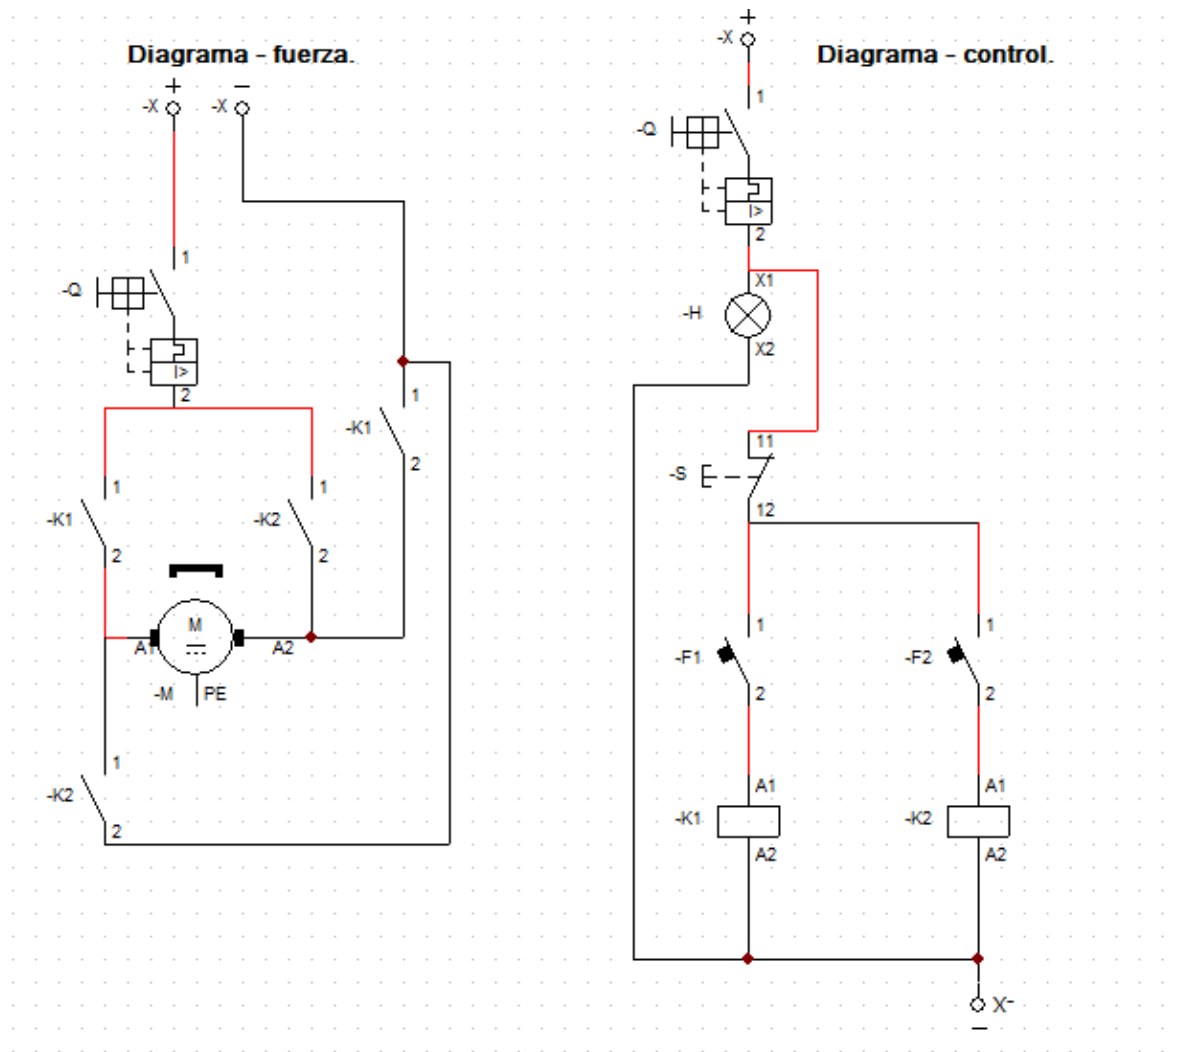 Diagrama - fuerza.
+
-X
-X
1
-Q
I>
2
1
-K1
2
1
-K1
2
1
-K2
2
M
A1
A2
-M
PE
1
-K2
2
+
-X
Diagrama - control.
1
-Q
I>
2
X1
-H
X2
11
-S
12
1
-F1
2
1
-F2
2
A1
-K1
A2
A1
-K2
A2
X-